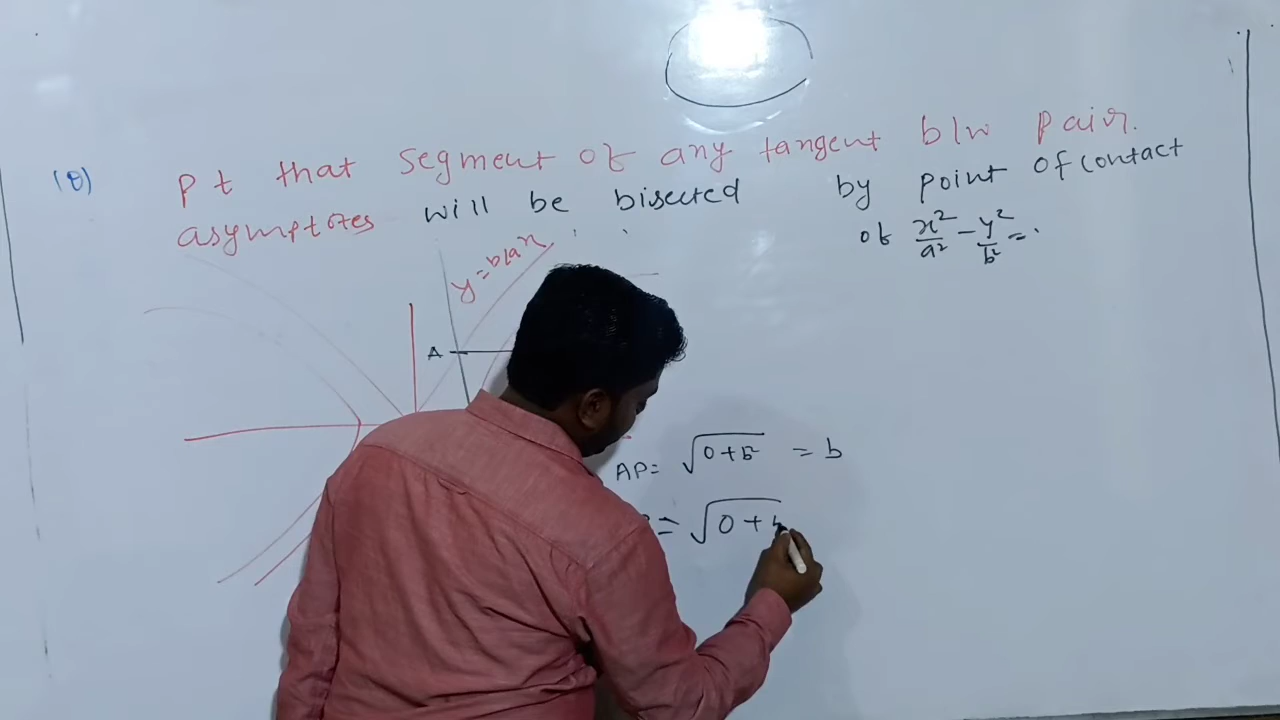 (8) P t that segment of any tangent b/w pair.
asymptotes will be bisected by point of contact
of x²/a² - y²/b² =
y = b/a x
A
AP = √0+b² = b
= √0+